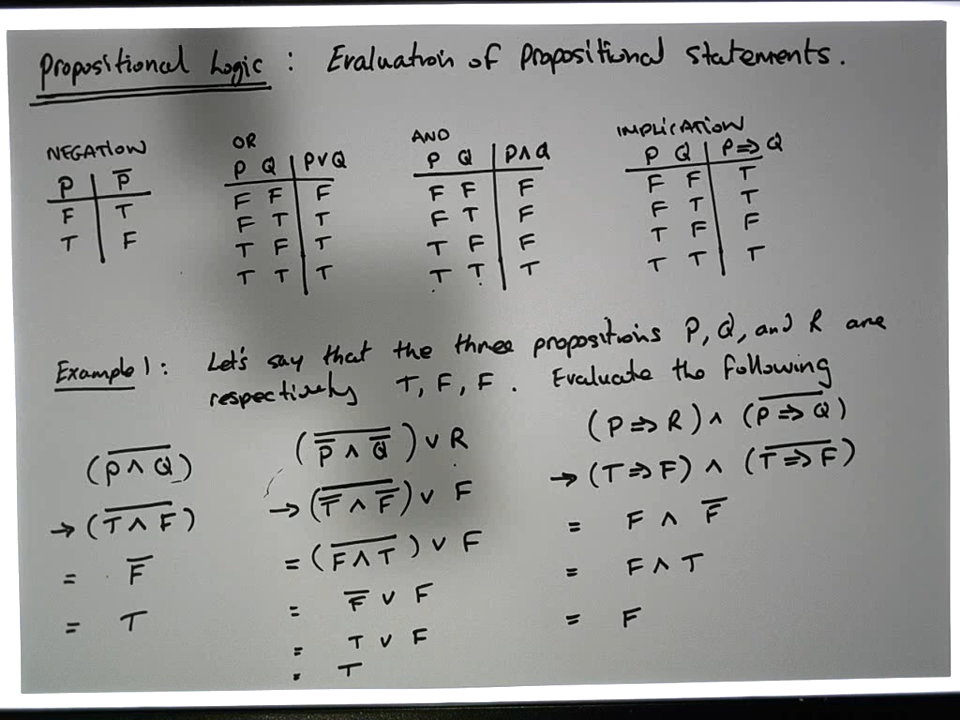 Propositional Logic : Evaluation of Propositional Statements.
NEGATION
P | P̅
F | T
T | F
OR
P Q | P∨Q
F F | F
F T | T
T F | T
T T | T
AND
P Q | P∧Q
F F | F
F T | F
T F | F
T T | T
IMPLICATION
P Q | P⇒Q
F F | T
F T | T
T F | F
T T | T
Example 1 : Let's say that the three propositions P, Q, and R are
respectively T, F, F. Evaluate the following
(P̅ ̅∧̅ ̅Q̅)
→ (T̅ ̅∧̅ ̅F̅)
= F̅
= T
(P̿ ̅∧̅ ̅Q̿) ∨ R
→ (T̿ ̅∧̅ ̅F̿) ∨ F
= (F̅ ̅∧̅ ̅T̅) ∨ F
= F̅ ∨ F
= T ∨ F
= T
(P ⇒ R) ∧ (P̅ ̅⇒̅ ̅Q̅)
→ (T ⇒ F) ∧ (T̅ ̅⇒̅ ̅F̅)
= F ∧ F̅
= F ∧ T
= F